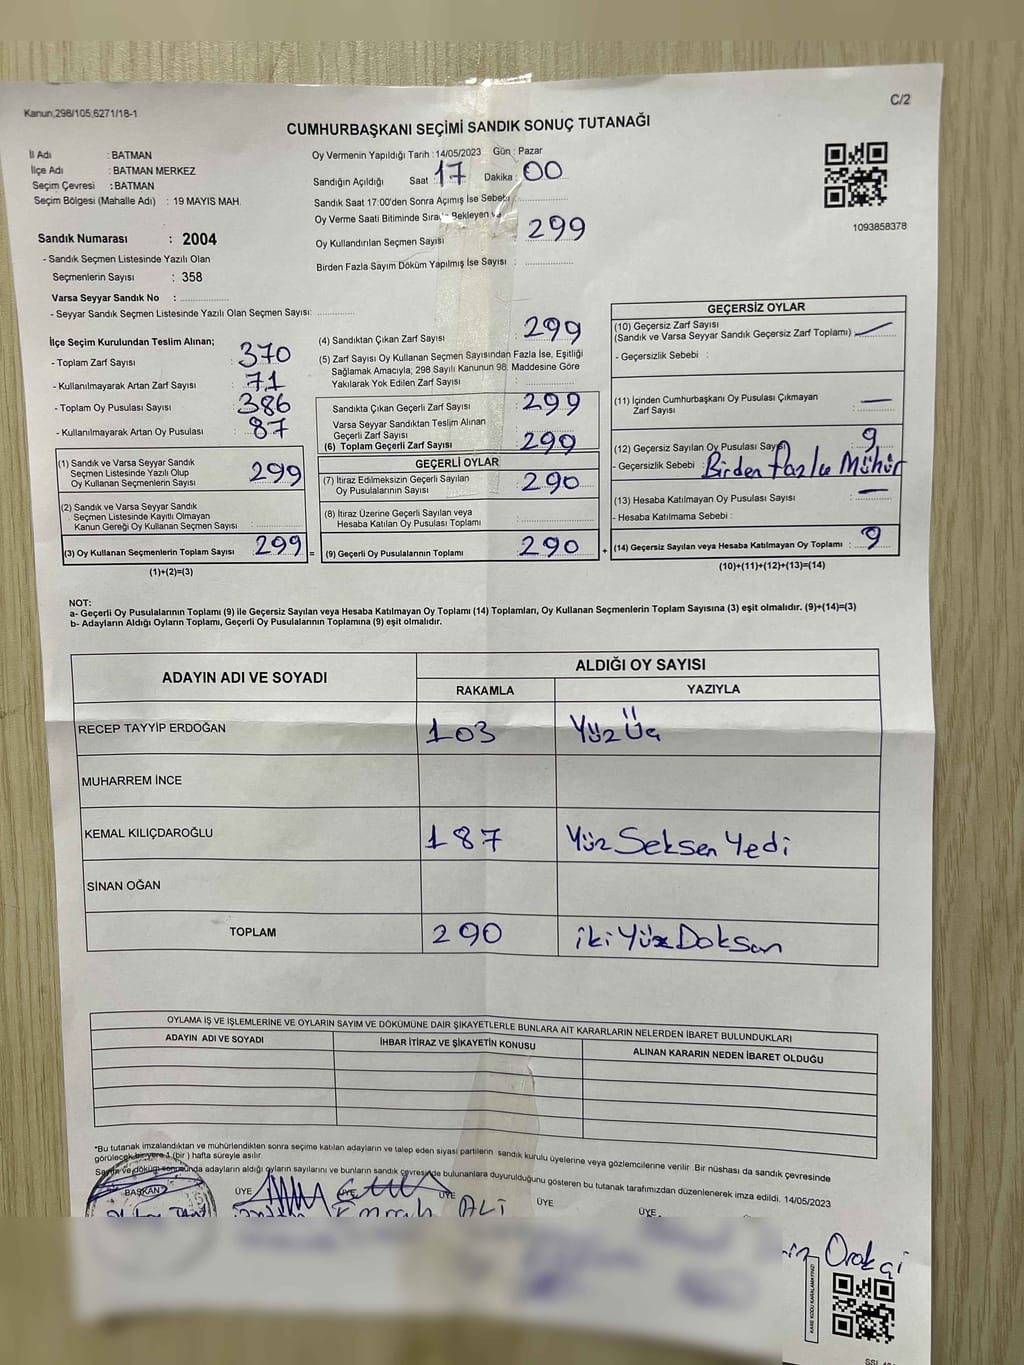 Kanun,298/105,6271/18-1
C/2
CUMHURBAŞKANI SEÇİMİ SANDIK SONUÇ TUTANAĞI
İl Adı : BATMAN
İlçe Adı : BATMAN MERKEZ
Seçim Çevresi : BATMAN
Seçim Bölgesi (Mahalle Adı) : 19 MAYIS MAH.
Sandık Numarası : 2004
- Sandık Seçmen Listesinde Yazılı Olan
Seçmenlerin Sayısı : 358
Varsa Seyyar Sandık No :
- Seyyar Sandık Seçmen Listesinde Yazılı Olan Seçmen Sayısı:
Oy Vermenin Yapıldığı Tarih : 14/05/2023 Gün : Pazar
Sandığın Açıldığı Saat : 17 Dakika : 00
Sandık Saat 17:00'den Sonra Açımış İse Sebebi
Oy Verme Saati Bitiminde Sırada Bekleyen ve
Oy Kullandırılan Seçmen Sayısı 299
Birden Fazla Sayım Döküm Yapılmış İse Sayısı :
1093858378
İlçe Seçim Kurulundan Teslim Alınan;
- Toplam Zarf Sayısı : 370
- Kullanılmayarak Artan Zarf Sayısı : 71
- Toplam Oy Pusulası Sayısı : 386
- Kullanılmayarak Artan Oy Pusulası : 87
(1) Sandık ve Varsa Seyyar Sandık
Seçmen Listesinde Yazılı Olup
Oy Kullanan Seçmenlerin Sayısı : 299
(2) Sandık ve Varsa Seyyar Sandık
Seçmen Listesinde Kayıtlı Olmayan
Kanun Gereği Oy Kullanan Seçmen Sayısı :
(3) Oy Kullanan Seçmenlerin Toplam Sayısı : 299 =
(1)+(2)=(3)
(4) Sandıktan Çıkan Zarf Sayısı : 299
(5) Zarf Sayısı Oy Kullanan Seçmen Sayısından Fazla İse, Eşitliği
Sağlamak Amacıyla; 298 Sayılı Kanunun 98. Maddesine Göre
Yakılarak Yok Edilen Zarf Sayısı :
Sandıkta Çıkan Geçerli Zarf Sayısı : 299
Varsa Seyyar Sandıktan Teslim Alınan
Geçerli Zarf Sayısı :
(6) Toplam Geçerli Zarf Sayısı : 299
GEÇERLİ OYLAR
(7) İtiraz Edilmeksizin Geçerli Sayılan
Oy Pusulalarının Sayısı : 290
(8) İtiraz Üzerine Geçerli Sayılan veya
Hesaba Katılan Oy Pusulası Toplamı :
(9) Geçerli Oy Pusulalarının Toplamı : 290 +
GEÇERSİZ OYLAR
(10) Geçersiz Zarf Sayısı
(Sandık ve Varsa Seyyar Sandık Geçersiz Zarf Toplamı) : —
- Geçersizlik Sebebi :
(11) İçinden Cumhurbaşkanı Oy Pusulası Çıkmayan
Zarf Sayısı : —
(12) Geçersiz Sayılan Oy Pusulası Sayısı : 9
- Geçersizlik Sebebi : Birden Fazla Mühür
(13) Hesaba Katılmayan Oy Pusulası Sayısı : —
- Hesaba Katılmama Sebebi :
(14) Geçersiz Sayılan veya Hesaba Katılmayan Oy Toplamı : 9
(10)+(11)+(12)+(13)=(14)
NOT:
a- Geçerli Oy Pusulalarının Toplamı (9) ile Geçersiz Sayılan veya Hesaba Katılmayan Oy Toplamı (14) Toplamları, Oy Kullanan Seçmenlerin Toplam Sayısına (3) eşit olmalıdır. (9)+(14)=(3)
b- Adayların Aldığı Oyların Toplamı, Geçerli Oy Pusulalarının Toplamına (9) eşit olmalıdır.
ADAYIN ADI VE SOYADI
ALDIĞI OY SAYISI
RAKAMLA YAZIYLA
RECEP TAYYİP ERDOĞAN 103 Yüz Üç
MUHARREM İNCE
KEMAL KILIÇDAROĞLU 187 Yüz Seksen Yedi
SİNAN OĞAN
TOPLAM 290 iki Yüz Doksan
OYLAMA İŞ VE İŞLEMLERİNE VE OYLARIN SAYIM VE DÖKÜMÜNE DAİR ŞİKAYETLERLE BUNLARA AİT KARARLARIN NELERDEN İBARET BULUNDUKLARI
ADAYIN ADI VE SOYADI İHBAR İTİRAZ VE ŞİKAYETİN KONUSU ALINAN KARARIN NEDEN İBARET OLDUĞU
*Bu tutanak imzalandıktan ve mühürlendikten sonra seçime katılan adayların ve talep eden siyasi partilerin sandık kurulu üyelerine veya gözlemcilerine verilir. Bir nüshası da sandık çevresinde
görülecek bir yere 1 (bir ) hafta süreyle asılır.
Sayım ve döküm sonucunda adayların aldığı oyların sayılarını ve bunların sandık çevresinde bulunanlara duyurulduğunu gösteren bu tutanak tarafımızdan düzenlenerek imza edildi. 14/05/2023
BAŞKAN ÜYE ÜYE ÜYE ÜYE ÜYE
Emrah ALİ
Orakçi
KARE KODU KARALAMAYINIZ!